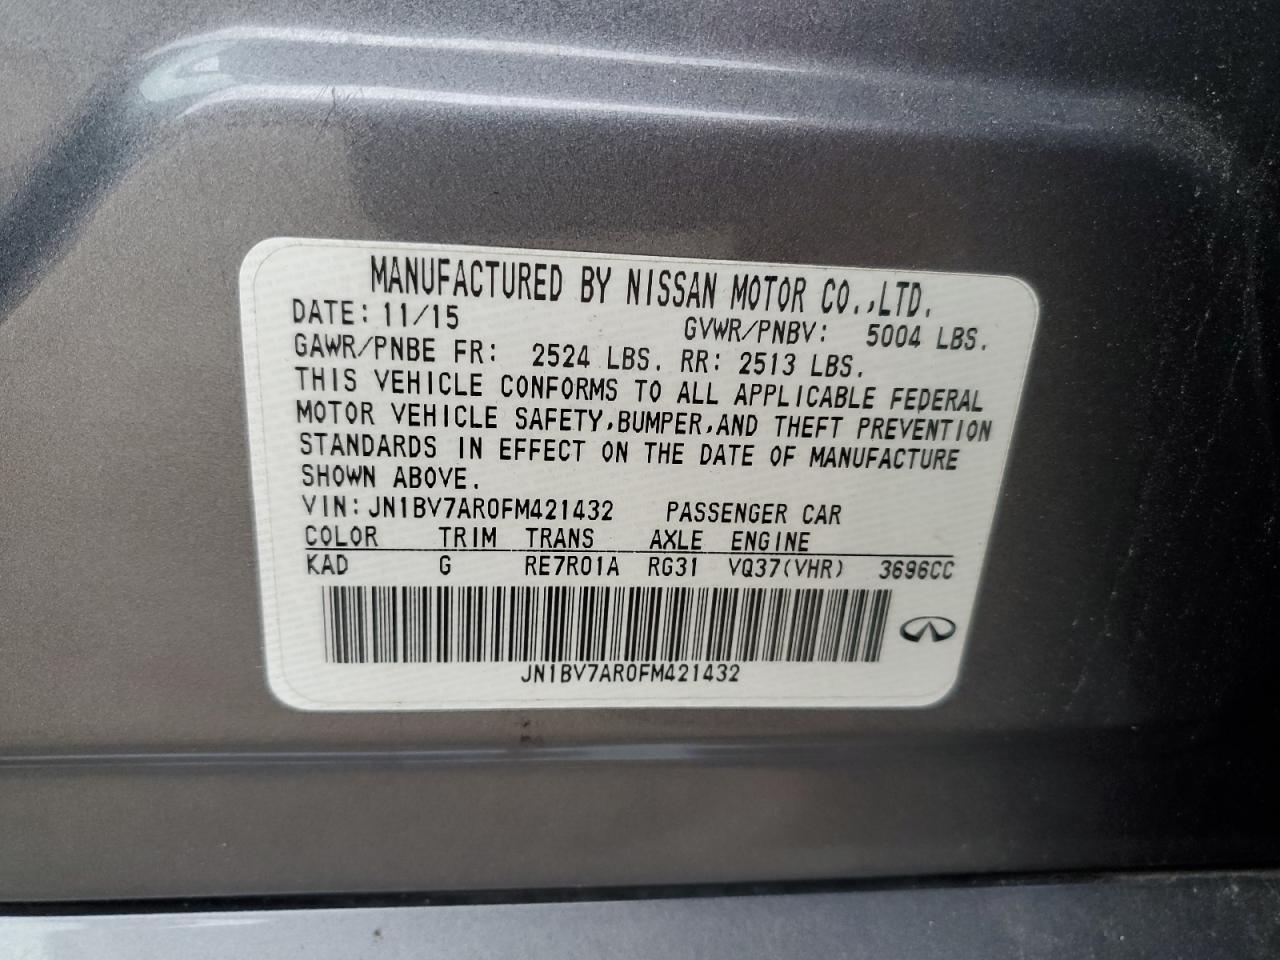 MANUFACTURED BY NISSAN MOTOR CO.,LTD.
DATE: 11/15 GVWR/PNBV: 5004 LBS.
GAWR/PNBE FR: 2524 LBS. RR: 2513 LBS.
THIS VEHICLE CONFORMS TO ALL APPLICABLE FEDERAL
MOTOR VEHICLE SAFETY,BUMPER,AND THEFT PREVENTION
STANDARDS IN EFFECT ON THE DATE OF MANUFACTURE
SHOWN ABOVE.
VIN:JN1BV7AR0FM421432 PASSENGER CAR
COLOR TRIM TRANS AXLE ENGINE
KAD G RE7R01A RG31 VQ37(VHR) 3696CC
JN1BV7AR0FM421432